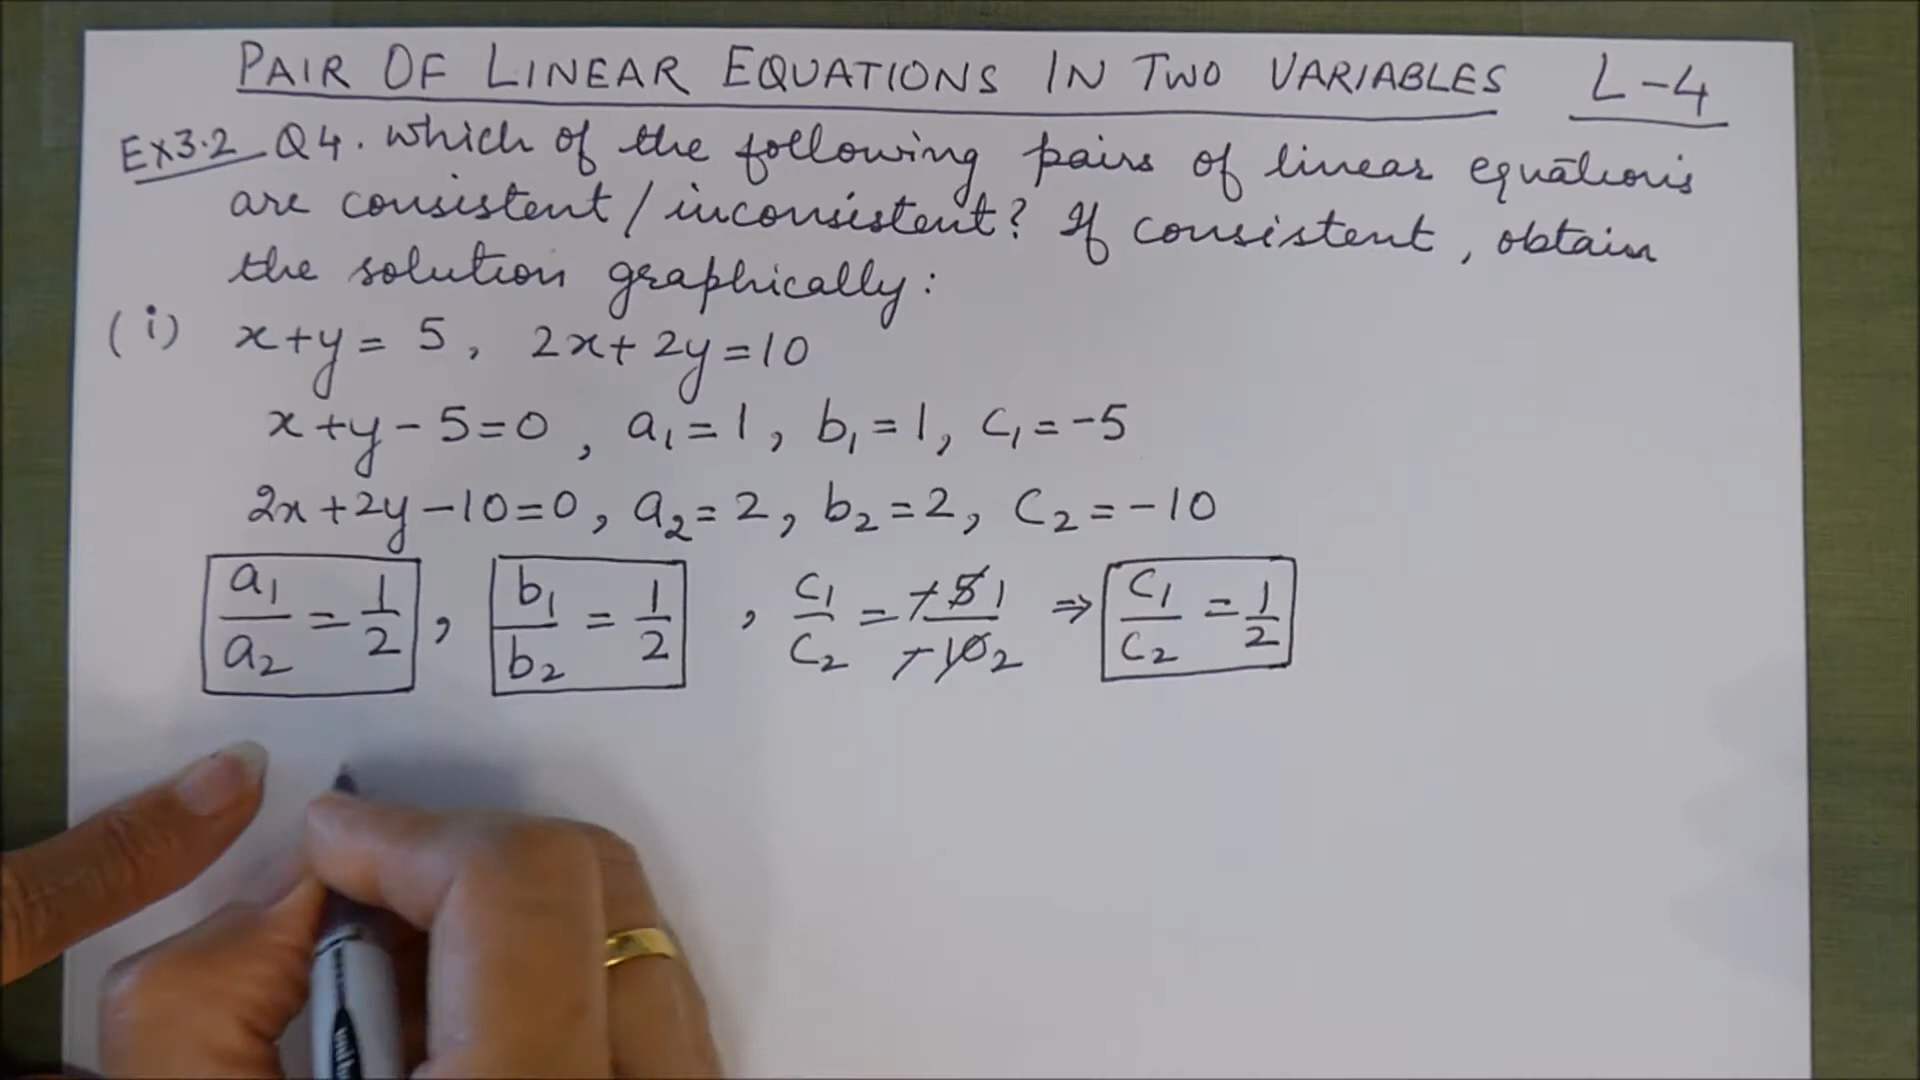 PAIR OF LINEAR EQUATIONS IN TWO VARIABLES L-4
Ex3.2 Q4. Which of the following pairs of linear equations
are consistent/inconsistent? If consistent, obtain
the solution graphically:
(i) x+y=5, 2x+2y=10
x+y-5=0, a₁=1, b₁=1, c₁=-5
2x+2y-10=0, a₂=2, b₂=2, c₂=-10
a₁/a₂ = 1/2, b₁/b₂ = 1/2, c₁/c₂ = -5 1/-10 2 ⇒ c₁/c₂ = 1/2